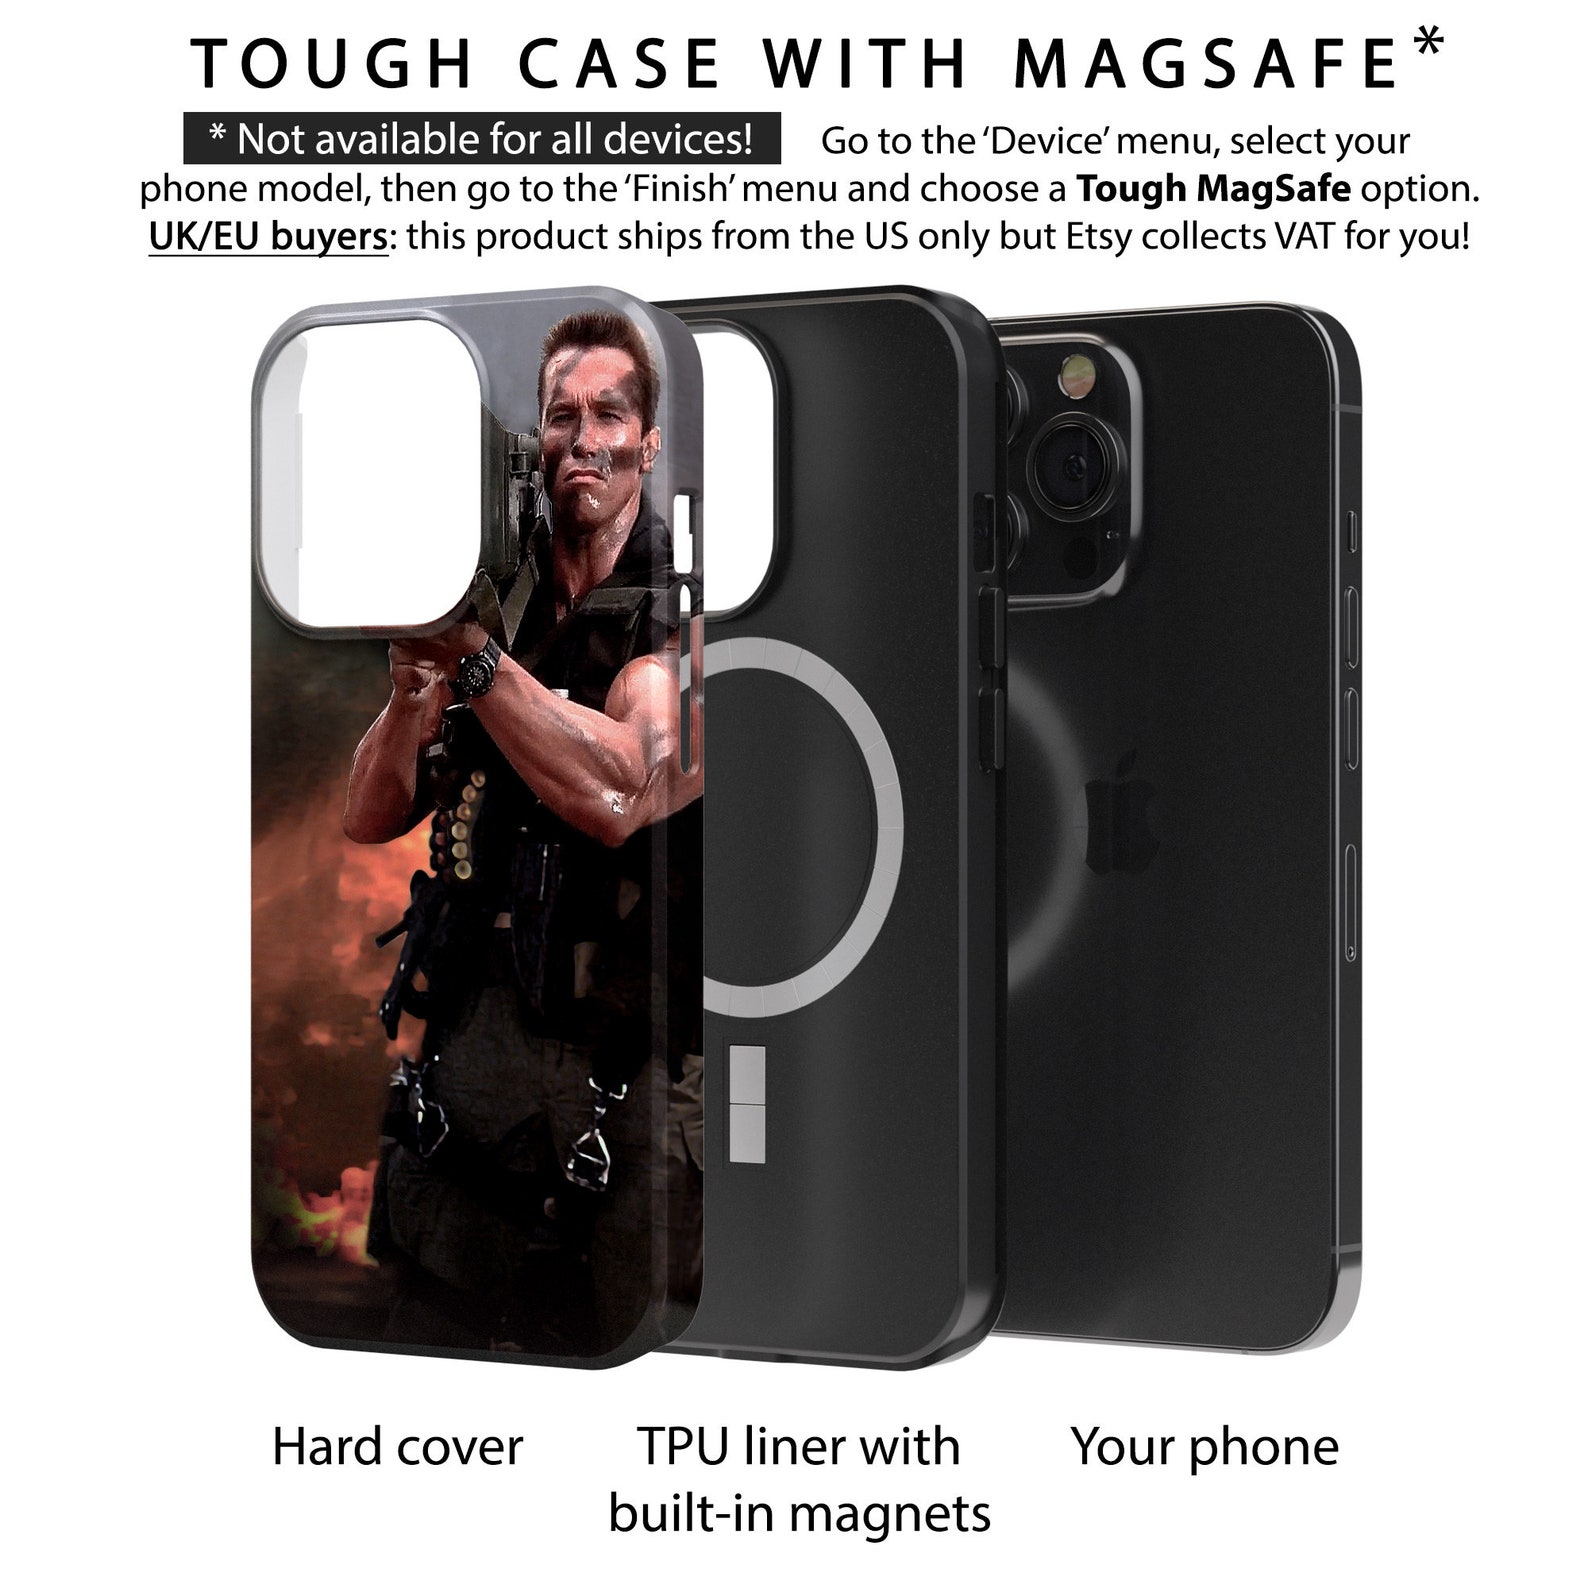 TOUGH CASE WITH MAGSAFE*
* Not available for all devices! Go to the ‘Device’ menu, select your
phone model, then go to the ‘Finish’ menu and choose a Tough MagSafe option.
UK/EU buyers: this product ships from the US only but Etsy collects VAT for you!
Hard cover
TPU liner with
built-in magnets
Your phone